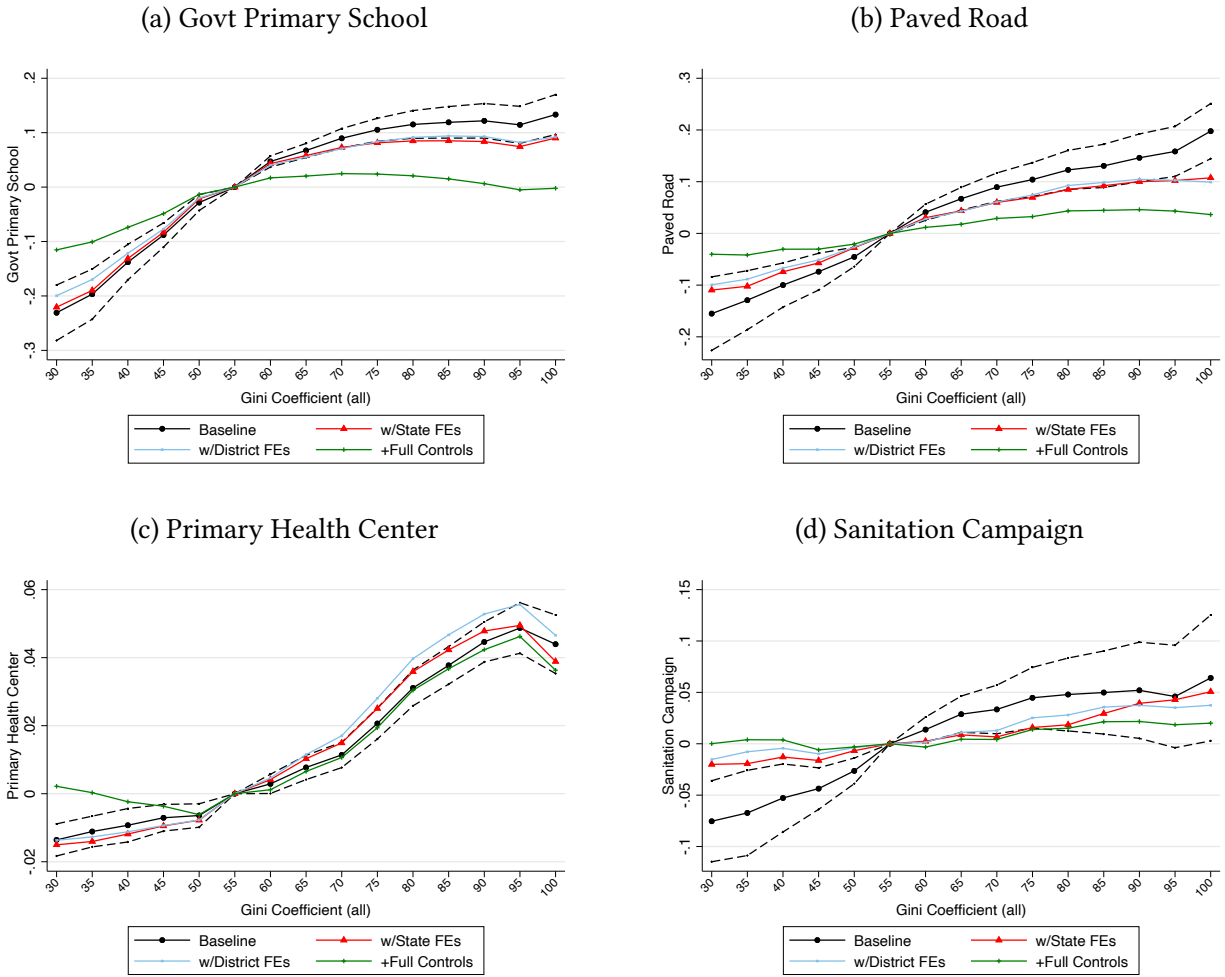 (a) Govt Primary School
Govt Primary School
.2
.1
0
-.1
-.2
-.3
30 35 40 45 50 55 60 65 70 75 80 85 90 95 100
Gini Coefficient (all)
Baseline w/State FEs
w/District FEs +Full Controls
(b) Paved Road
Paved Road
0.3
0.2
0.1
0
-.1
-.2
30 35 40 45 50 55 60 65 70 75 80 85 90 95 100
Gini Coefficient (all)
Baseline w/State FEs
w/District FEs +Full Controls
(c) Primary Health Center
Primary Health Center
.06
.04
.02
0
-.02
30 35 40 45 50 55 60 65 70 75 80 85 90 95 100
Gini Coefficient (all)
Baseline w/State FEs
w/District FEs +Full Controls
(d) Sanitation Campaign
Sanitation Campaign
.15
.1
0.05
0
-.05
-.1
30 35 40 45 50 55 60 65 70 75 80 85 90 95 100
Gini Coefficient (all)
Baseline w/State FEs
w/District FEs +Full Controls